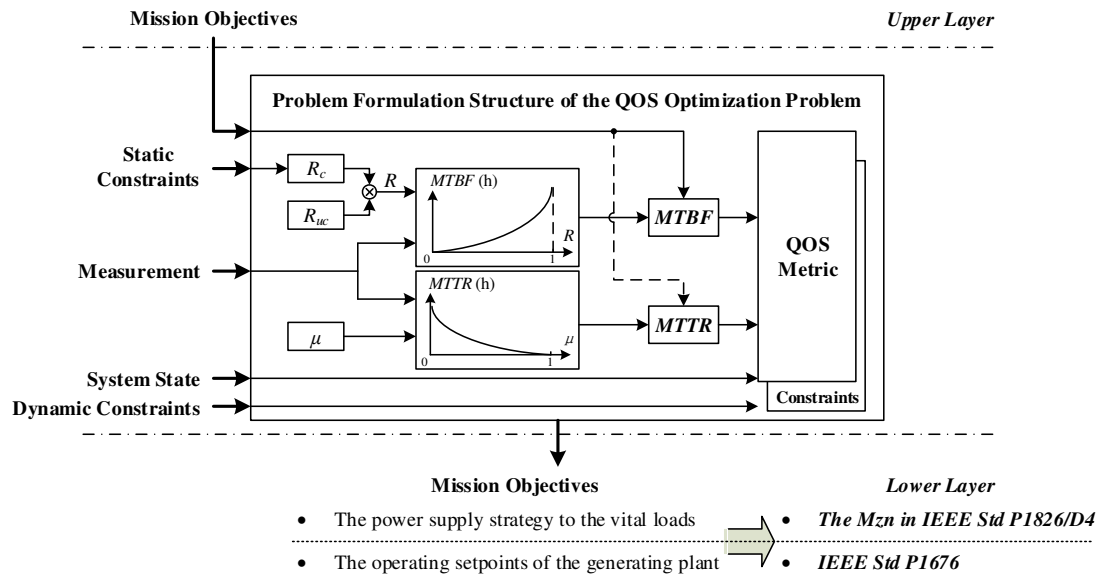 Mission Objectives
Upper Layer
Problem Formulation Structure of the QOS Optimization Problem
Static
Constraints
R_c
R
R_uc
MTBF (h)
R
0
1
MTBF
QOS
Metric
Measurement
MTTR (h)
μ
0
1
MTTR
μ
System State
Constraints
Dynamic Constraints
Mission Objectives
Lower Layer
• The power supply strategy to the vital loads
• The Mzn in IEEE Std P1826/D4
• The operating setpoints of the generating plant
• IEEE Std P1676